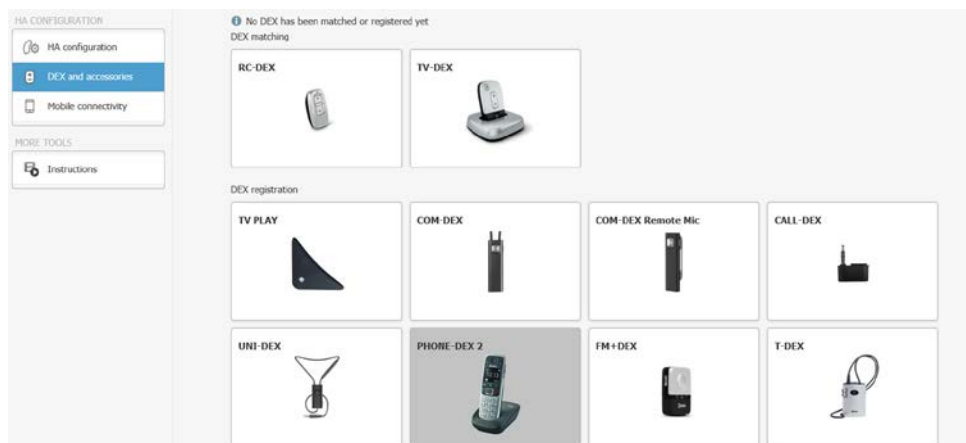 HA CONFIGURATION
HA configuration
DEX and accessories
Mobile connectivity
MORE TOOLS
Instructions
No DEX has been matched or registered yet
DEX matching
RC-DEX
TV-DEX
DEX registration
TV PLAY
COM-DEX
COM-DEX Remote Mic
CALL-DEX
UNI-DEX
PHONE-DEX 2
FM+DEX
T-DEX